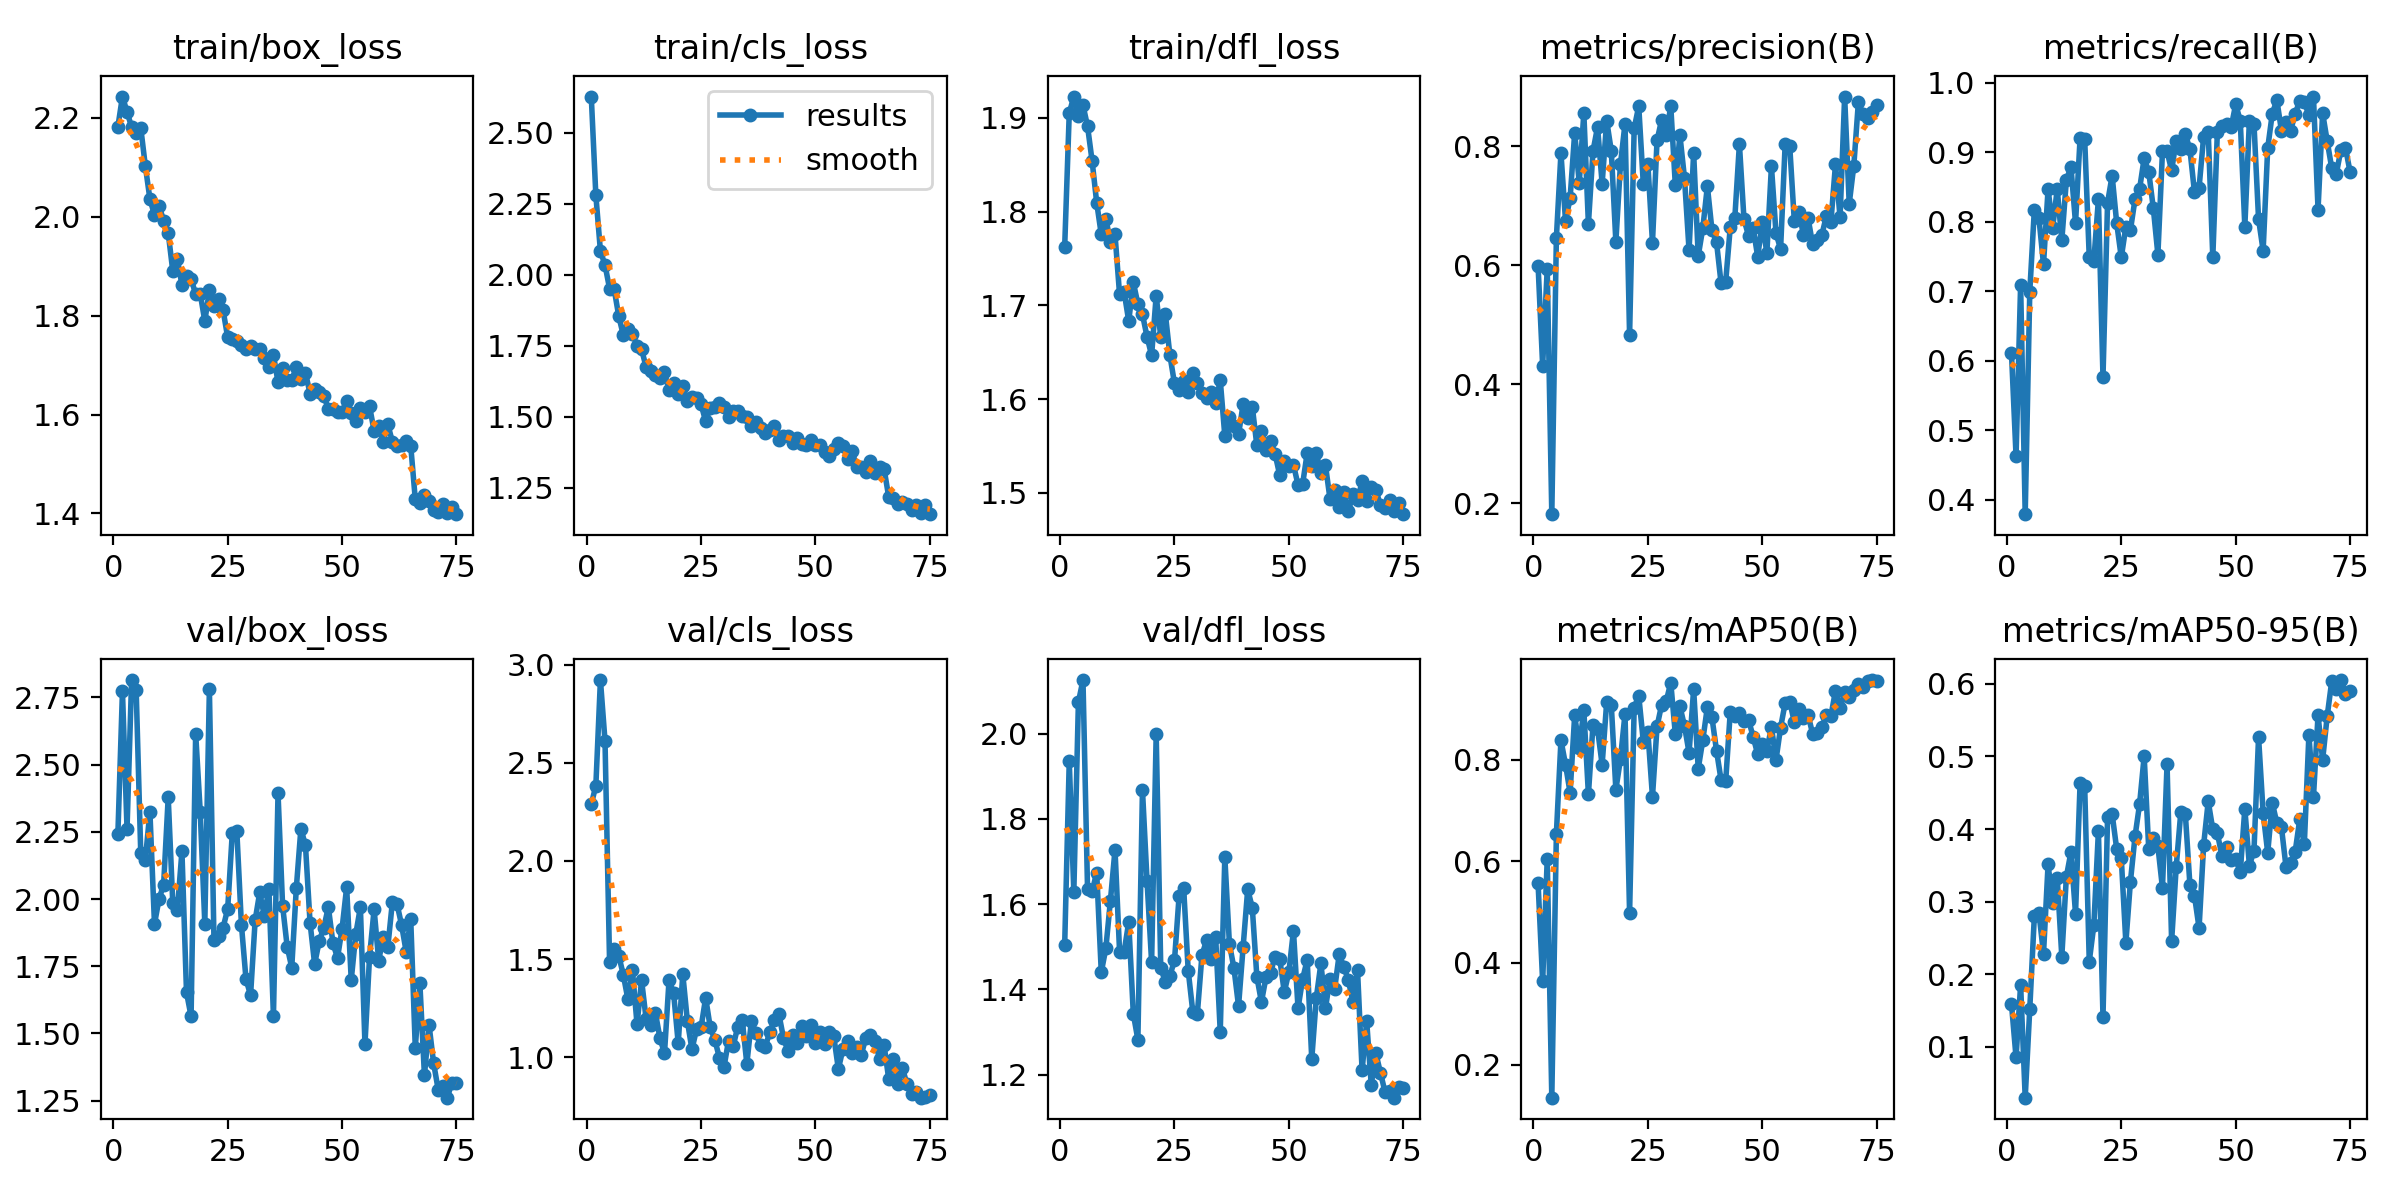 train/box_loss
2.2
2.0
1.8
1.6
1.4
0 25 50 75
train/cls_loss
results
smooth
2.50
2.25
2.00
1.75
1.50
1.25
0 25 50 75
train/dfl_loss
1.9
1.8
1.7
1.6
1.5
0 25 50 75
metrics/precision(B)
0.8
0.6
0.4
0.2
0 25 50 75
metrics/recall(B)
1.0
0.9
0.8
0.7
0.6
0.5
0.4
0 25 50 75
val/box_loss
2.75
2.50
2.25
2.00
1.75
1.50
1.25
0 25 50 75
val/cls_loss
3.0
2.5
2.0
1.5
1.0
0 25 50 75
val/dfl_loss
2.0
1.8
1.6
1.4
1.2
0 25 50 75
metrics/mAP50(B)
0.8
0.6
0.4
0.2
0 25 50 75
metrics/mAP50-95(B)
0.6
0.5
0.4
0.3
0.2
0.1
0 25 50 75